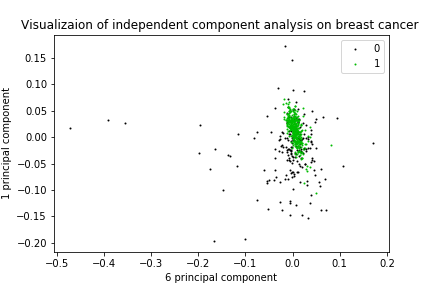 Visualizaion of independent component analysis on breast cancer
0
1
0.15
0.10
0.05
0.00
−0.05
−0.10
−0.15
−0.20
1 principal component
−0.5 −0.4 −0.3 −0.2 −0.1 0.0 0.1 0.2
6 principal component